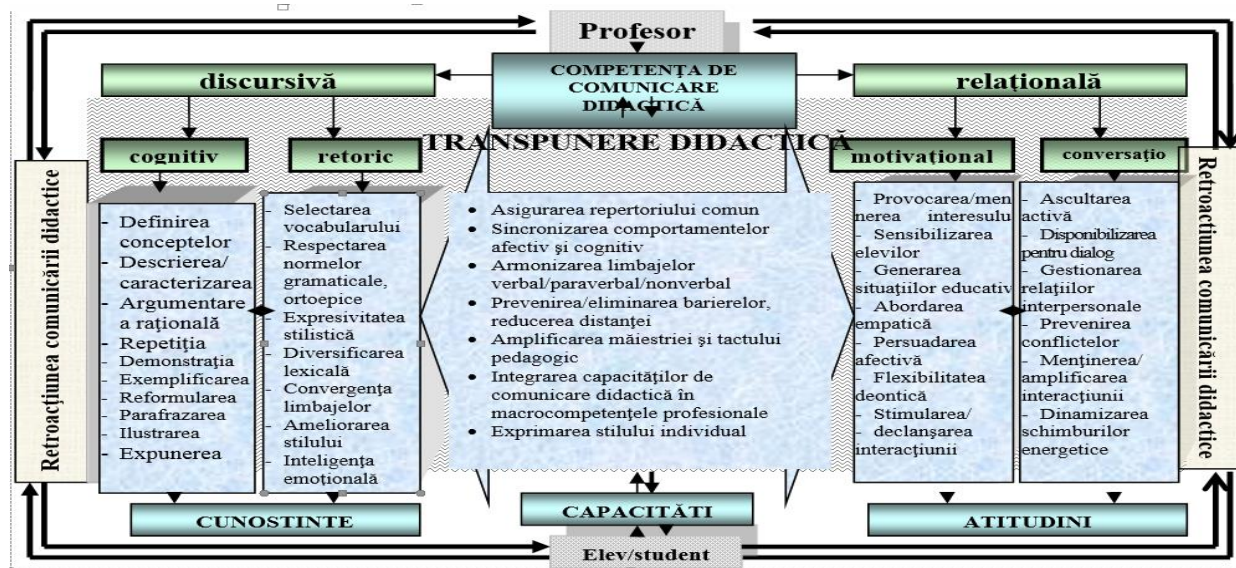 Profesor
COMPETENŢA DE
COMUNICARE
DIDACTICĂ
discursivă
relaţională
TRANSPUNERE DIDACTICĂ
cognitiv
retoric
motivaţional
conversaţio
Retroacţiunea comunicării didactice
- Definirea
conceptelor
- Descrierea/
caracterizarea
- Argumentare
a raţională
- Repetiţia
- Demonstraţia
- Exemplificarea
- Reformularea
- Parafrazarea
- Ilustrarea
- Expunerea
- Selectarea
vocabularului
- Respectarea
normelor
gramaticale,
ortoepice
- Expresivitatea
stilistică
- Diversificarea
lexicală
- Convergenţa
limbajelor
- Ameliorarea
stilului
- Inteligenţa
emoţională
• Asigurarea repertoriului comun
• Sincronizarea comportamentelor
afectiv şi cognitiv
• Armonizarea limbajelor
verbal/paraverbal/nonverbal
• Prevenirea/eliminarea barierelor,
reducerea distanţei
• Amplificarea măiestriei şi tactului
pedagogic
• Integrarea capacităţilor de
comunicare didactică în
macrocompetenţele profesionale
• Exprimarea stilului individual
- Provocarea/men
nerea interesulu
- Sensibilizarea
elevilor
- Generarea
situaţiilor educativ
- Abordarea
empatică
- Persuadarea
afectivă
- Flexibilitatea
deontică
- Stimularea/
- declanşarea
interacţiunii
- Ascultarea
activă
- Disponibilizarea
pentru dialog
- Gestionarea
relaţiilor
interpersonale
- Prevenirea
conflictelor
- Menţinerea/
amplificarea
interacţiunii
- Dinamizarea
schimburilor
energetice
Retroacţiunea comunicării didactice
CUNOSTINTE
CAPACITĂTI
ATITUDINI
Elev/student